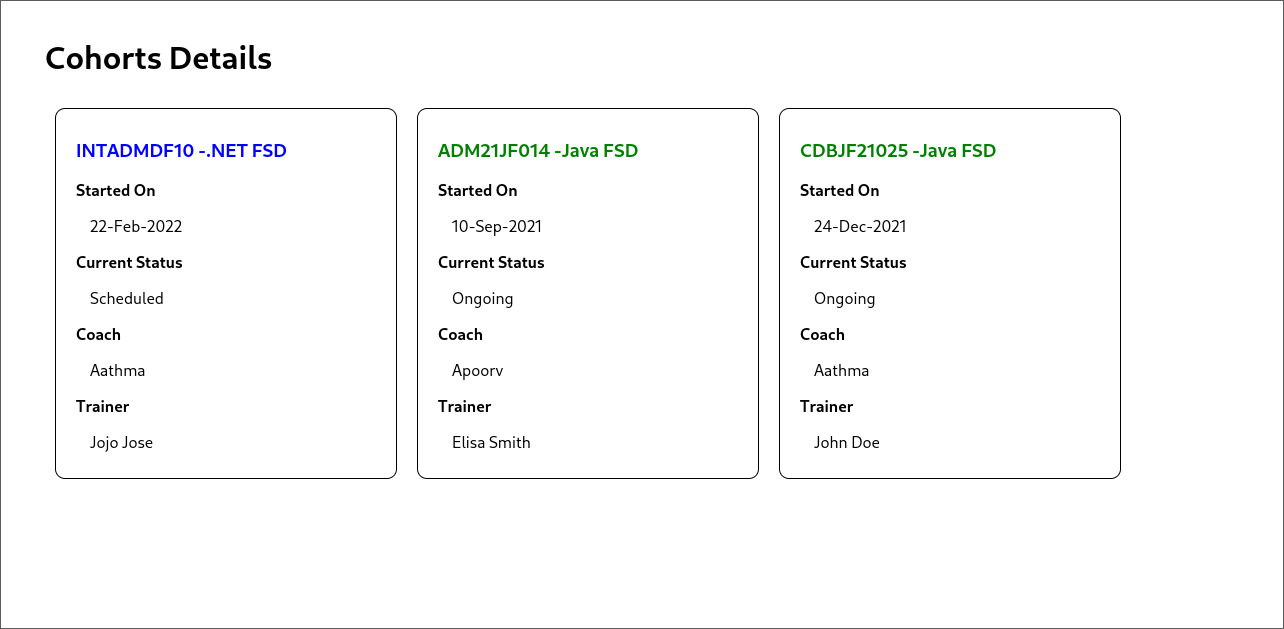 Cohorts Details
INTADMDF10 -.NET FSD
Started On
22-Feb-2022
Current Status
Scheduled
Coach
Aathma
Trainer
Jojo Jose
ADM21JF014 -Java FSD
Started On
10-Sep-2021
Current Status
Ongoing
Coach
Apoorv
Trainer
Elisa Smith
CDBJF21025 -Java FSD
Started On
24-Dec-2021
Current Status
Ongoing
Coach
Aathma
Trainer
John Doe